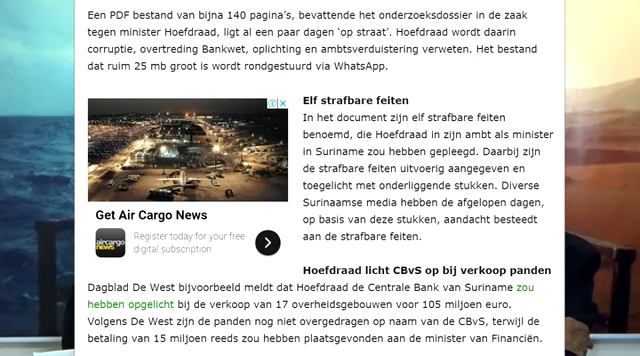 Een PDF bestand van bijna 140 pagina's, bevattende het onderzoeksdossier in de zaak
tegen minister Hoefdraad, ligt al een paar dagen 'op straat'. Hoefdraad wordt daarin
corruptie, overtreding Bankwet, oplichting en ambtsverduistering verweten. Het bestand
dat ruim 25 mb groot is wordt rondgestuurd via WhatsApp.
Get Air Cargo News
aircargo
news
Register today for your free
digital subscription
Elf strafbare feiten
In het document zijn elf strafbare feiten
benoemd, die Hoefdraad in zijn ambt als minister
in Suriname zou hebben gepleegd. Daarbij zijn
de strafbare feiten uitvoerig aangegeven en
toegelicht met onderliggende stukken. Diverse
Surinaamse media hebben de afgelopen dagen,
op basis van deze stukken, aandacht besteedt
aan de strafbare feiten.
Hoefdraad licht CBvS op bij verkoop panden
Dagblad De West bijvoorbeeld meldt dat Hoefdraad de Centrale Bank van Suriname zou
hebben opgelicht bij de verkoop van 17 overheidsgebouwen voor 105 miljoen euro.
Volgens De West zijn de panden nog niet overgedragen op naam van de CBvS, terwijl de
betaling van 15 miljoen reeds zou hebben plaatsgevonden aan de minister van Financiën.